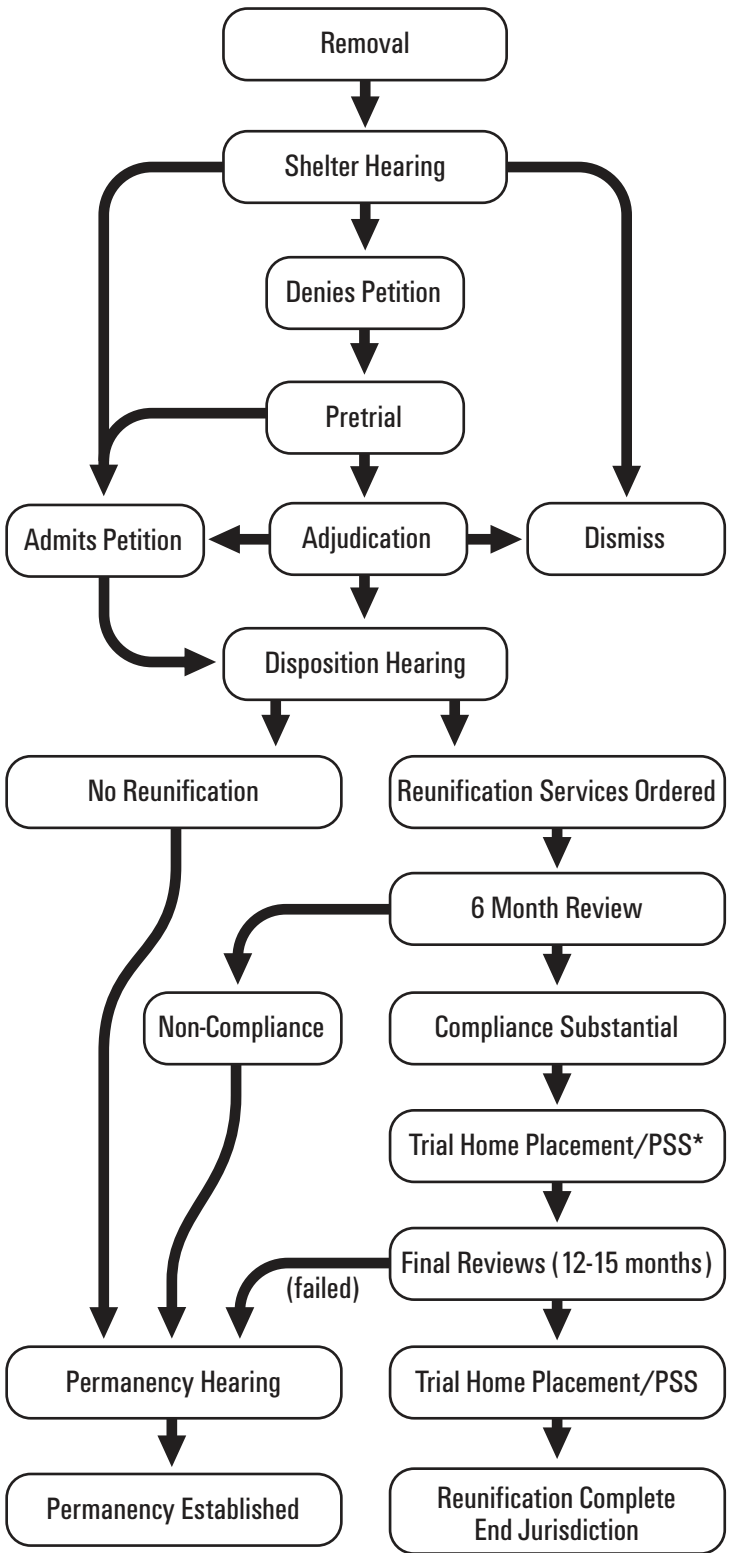 Removal
Shelter Hearing
Denies Petition
Pretrial
Admits Petition
Adjudication
Dismiss
Disposition Hearing
No Reunification
Reunification Services Ordered
6 Month Review
Non-Compliance
Compliance Substantial
Trial Home Placement/PSS*
Final Reviews (12-15 months)
(failed)
Permanency Hearing
Trial Home Placement/PSS
Permanency Established
Reunification Complete
End Jurisdiction